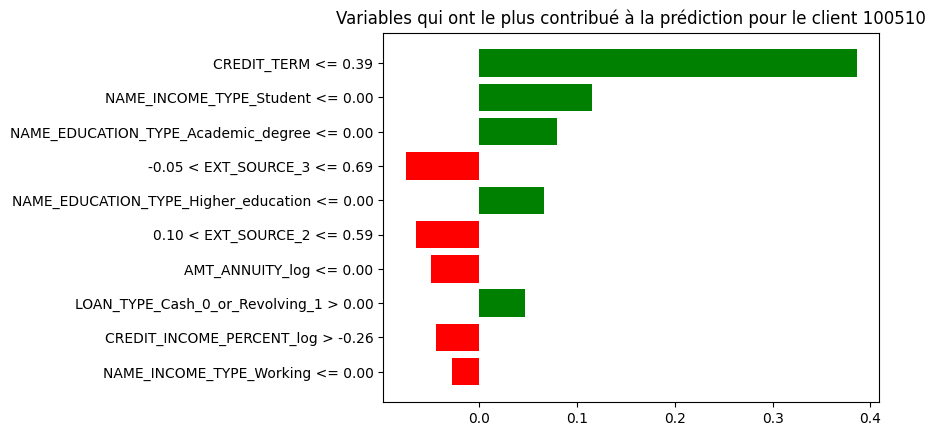 Variables qui ont le plus contribué à la prédiction pour le client 100510
CREDIT_TERM <= 0.39
NAME_INCOME_TYPE_Student <= 0.00
NAME_EDUCATION_TYPE_Academic_degree <= 0.00
-0.05 < EXT_SOURCE_3 <= 0.69
NAME_EDUCATION_TYPE_Higher_education <= 0.00
0.10 < EXT_SOURCE_2 <= 0.59
AMT_ANNUITY_log <= 0.00
LOAN_TYPE_Cash_0_or_Revolving_1 > 0.00
CREDIT_INCOME_PERCENT_log > -0.26
NAME_INCOME_TYPE_Working <= 0.00
0.0 0.1 0.2 0.3 0.4